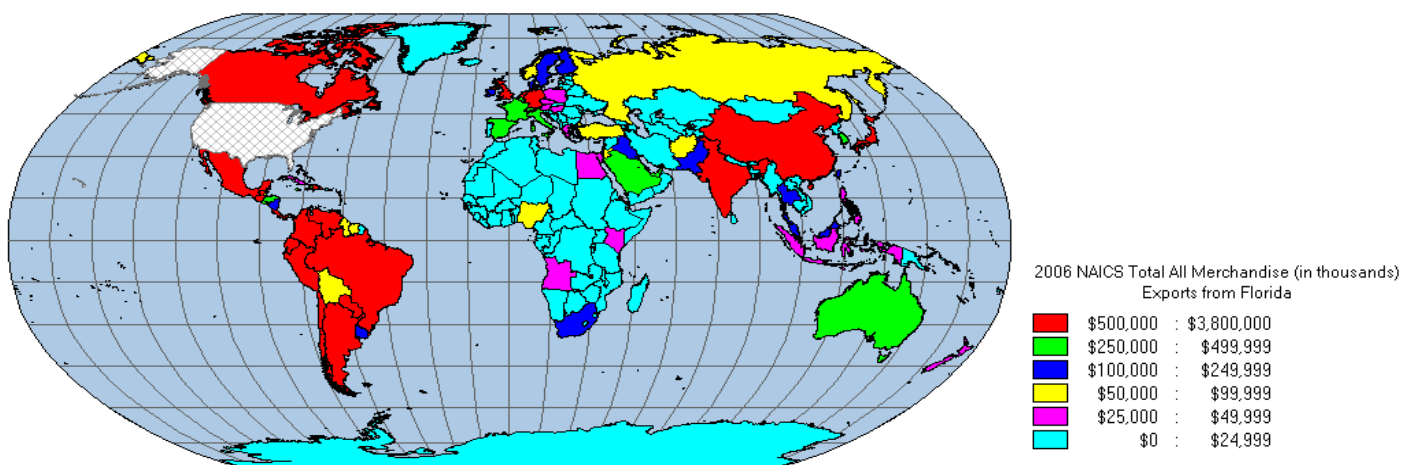 2006 NAICS Total All Merchandise (in thousands)
Exports from Florida
$500,000 : $3,800,000
$250,000 : $499,999
$100,000 : $249,999
$50,000 : $99,999
$25,000 : $49,999
$0 : $24,999